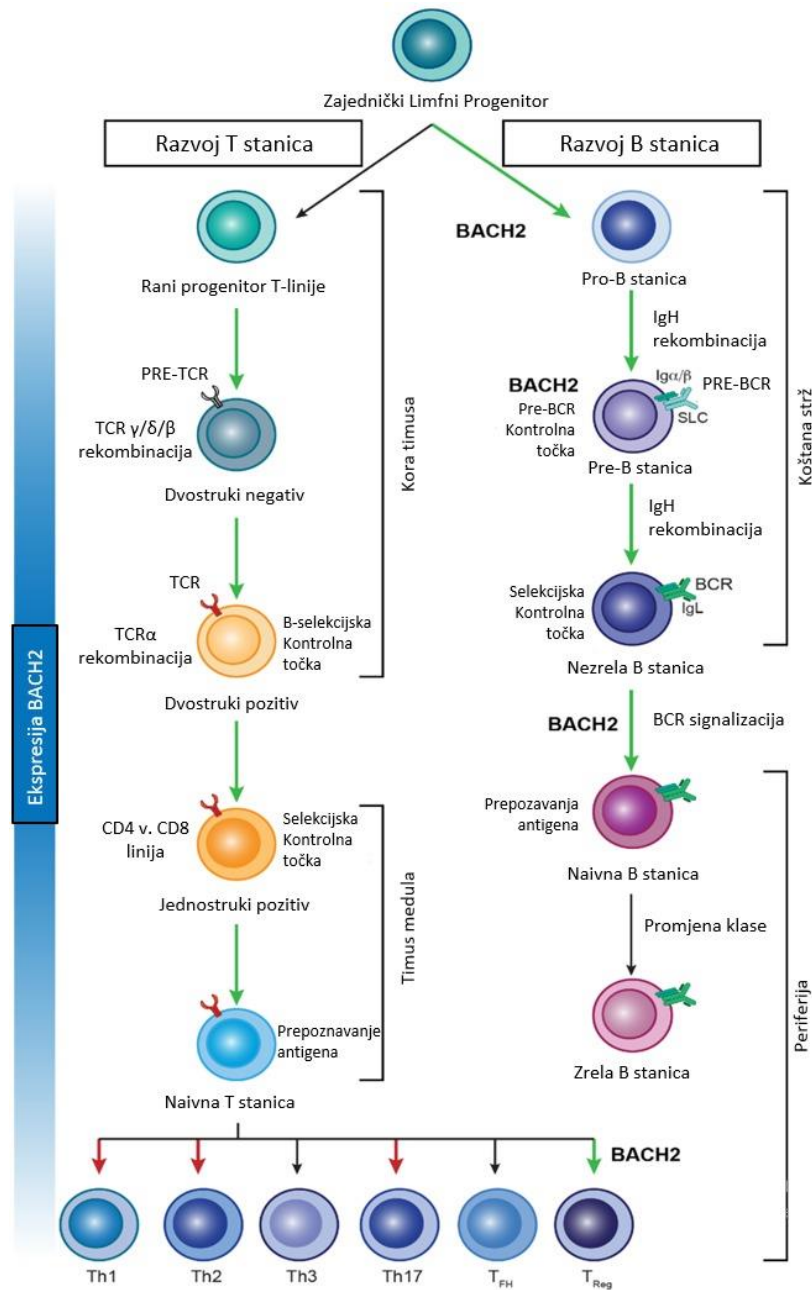 Zajednički Limfni Progenitor
Razvoj T stanica
Razvoj B stanica
Ekspresija BACH2
Rani progenitor T-linije
PRE-TCR
TCR γ/δ/β
rekombinacija
Dvostruki negativ
TCR
TCRα
rekombinacija
B-selekcijska
Kontrolna
točka
Dvostruki pozitiv
Kora timusa
CD4 v. CD8
linija
Selekcijska
Kontrolna
točka
Jednostruki pozitiv
Prepoznavanje
antigena
Naivna T stanica
Timus medula
BACH2
Pro-B stanica
IgH
rekombinacija
BACH2
Pre-BCR
Kontrolna
točka
Igα/β
PRE-BCR
SLC
Pre-B stanica
IgH
rekombinacija
Selekcijska
Kontrolna
točka
BCR
IgL
Nezrela B stanica
Koštana strž
BACH2
BCR signalizacija
Prepozavanja
antigena
Naivna B stanica
Promjena klase
Zrela B stanica
Periferija
BACH2
Th1
Th2
Th3
Th17
TFH
TReg